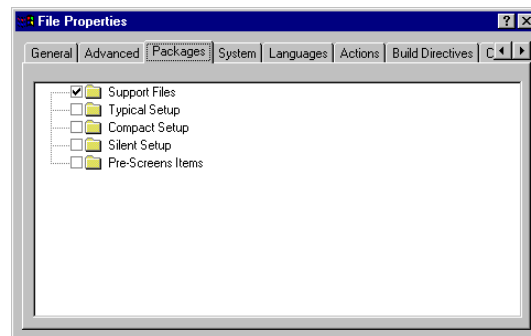 File Properties
General Advanced Packages System Languages Actions Build Directives
Support Files
Typical Setup
Compact Setup
Silent Setup
Pre-Screens Items